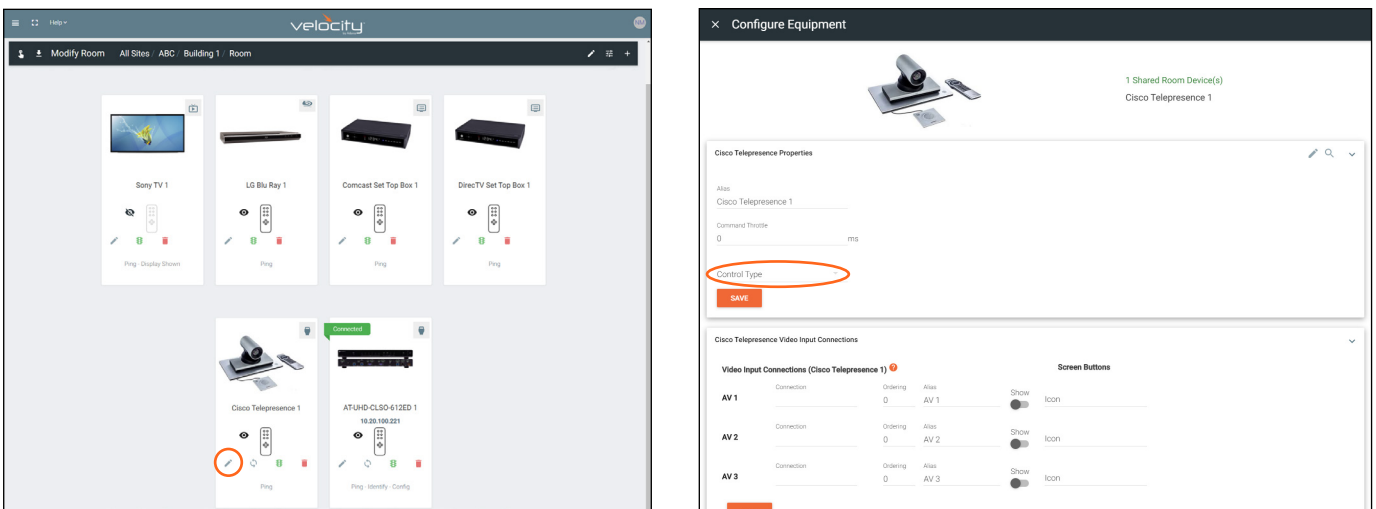 Help
velocity
NM
Modify Room All Sites / ABC / Building 1 / Room
Sony TV 1
Ping - Display Shown
LG Blu Ray 1
Ping
Comcast Set Top Box 1
Ping
DirecTV Set Top Box 1
Ping
Cisco Telepresence 1
Ping
Connected
AT-UHD-CLSO-612ED 1
10.20.100.221
Ping - Identify - Config
× Configure Equipment
1 Shared Room Device(s)
Cisco Telepresence 1
Cisco Telepresence Properties
Alias
Cisco Telepresence 1
Command Throttle
0 ms
Control Type
SAVE
Cisco Telepresence Video Input Connections
Video Input Connections (Cisco Telepresence 1) ?
Screen Buttons
Connection Ordering Alias Show
AV 1 0 AV 1 Icon
Connection Ordering Alias Show
AV 2 0 AV 2 Icon
Connection Ordering Alias Show
AV 3 0 AV 3 Icon